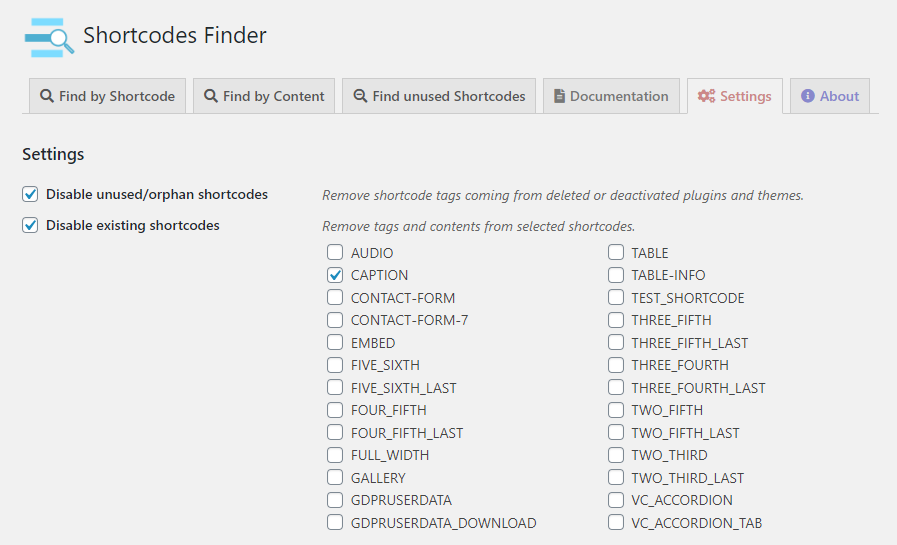 Shortcodes Finder
Find by Shortcode
Find by Content
Find unused Shortcodes
Documentation
Settings
About
Settings
Disable unused/orphan shortcodes
Remove shortcode tags coming from deleted or deactivated plugins and themes.
Disable existing shortcodes
Remove tags and contents from selected shortcodes.
AUDIO
CAPTION
CONTACT-FORM
CONTACT-FORM-7
EMBED
FIVE_SIXTH
FIVE_SIXTH_LAST
FOUR_FIFTH
FOUR_FIFTH_LAST
FULL_WIDTH
GALLERY
GDPRUSERDATA
GDPRUSERDATA_DOWNLOAD
TABLE
TABLE-INFO
TEST_SHORTCODE
THREE_FIFTH
THREE_FIFTH_LAST
THREE_FOURTH
THREE_FOURTH_LAST
TWO_FIFTH
TWO_FIFTH_LAST
TWO_THIRD
TWO_THIRD_LAST
VC_ACCORDION
VC_ACCORDION_TAB